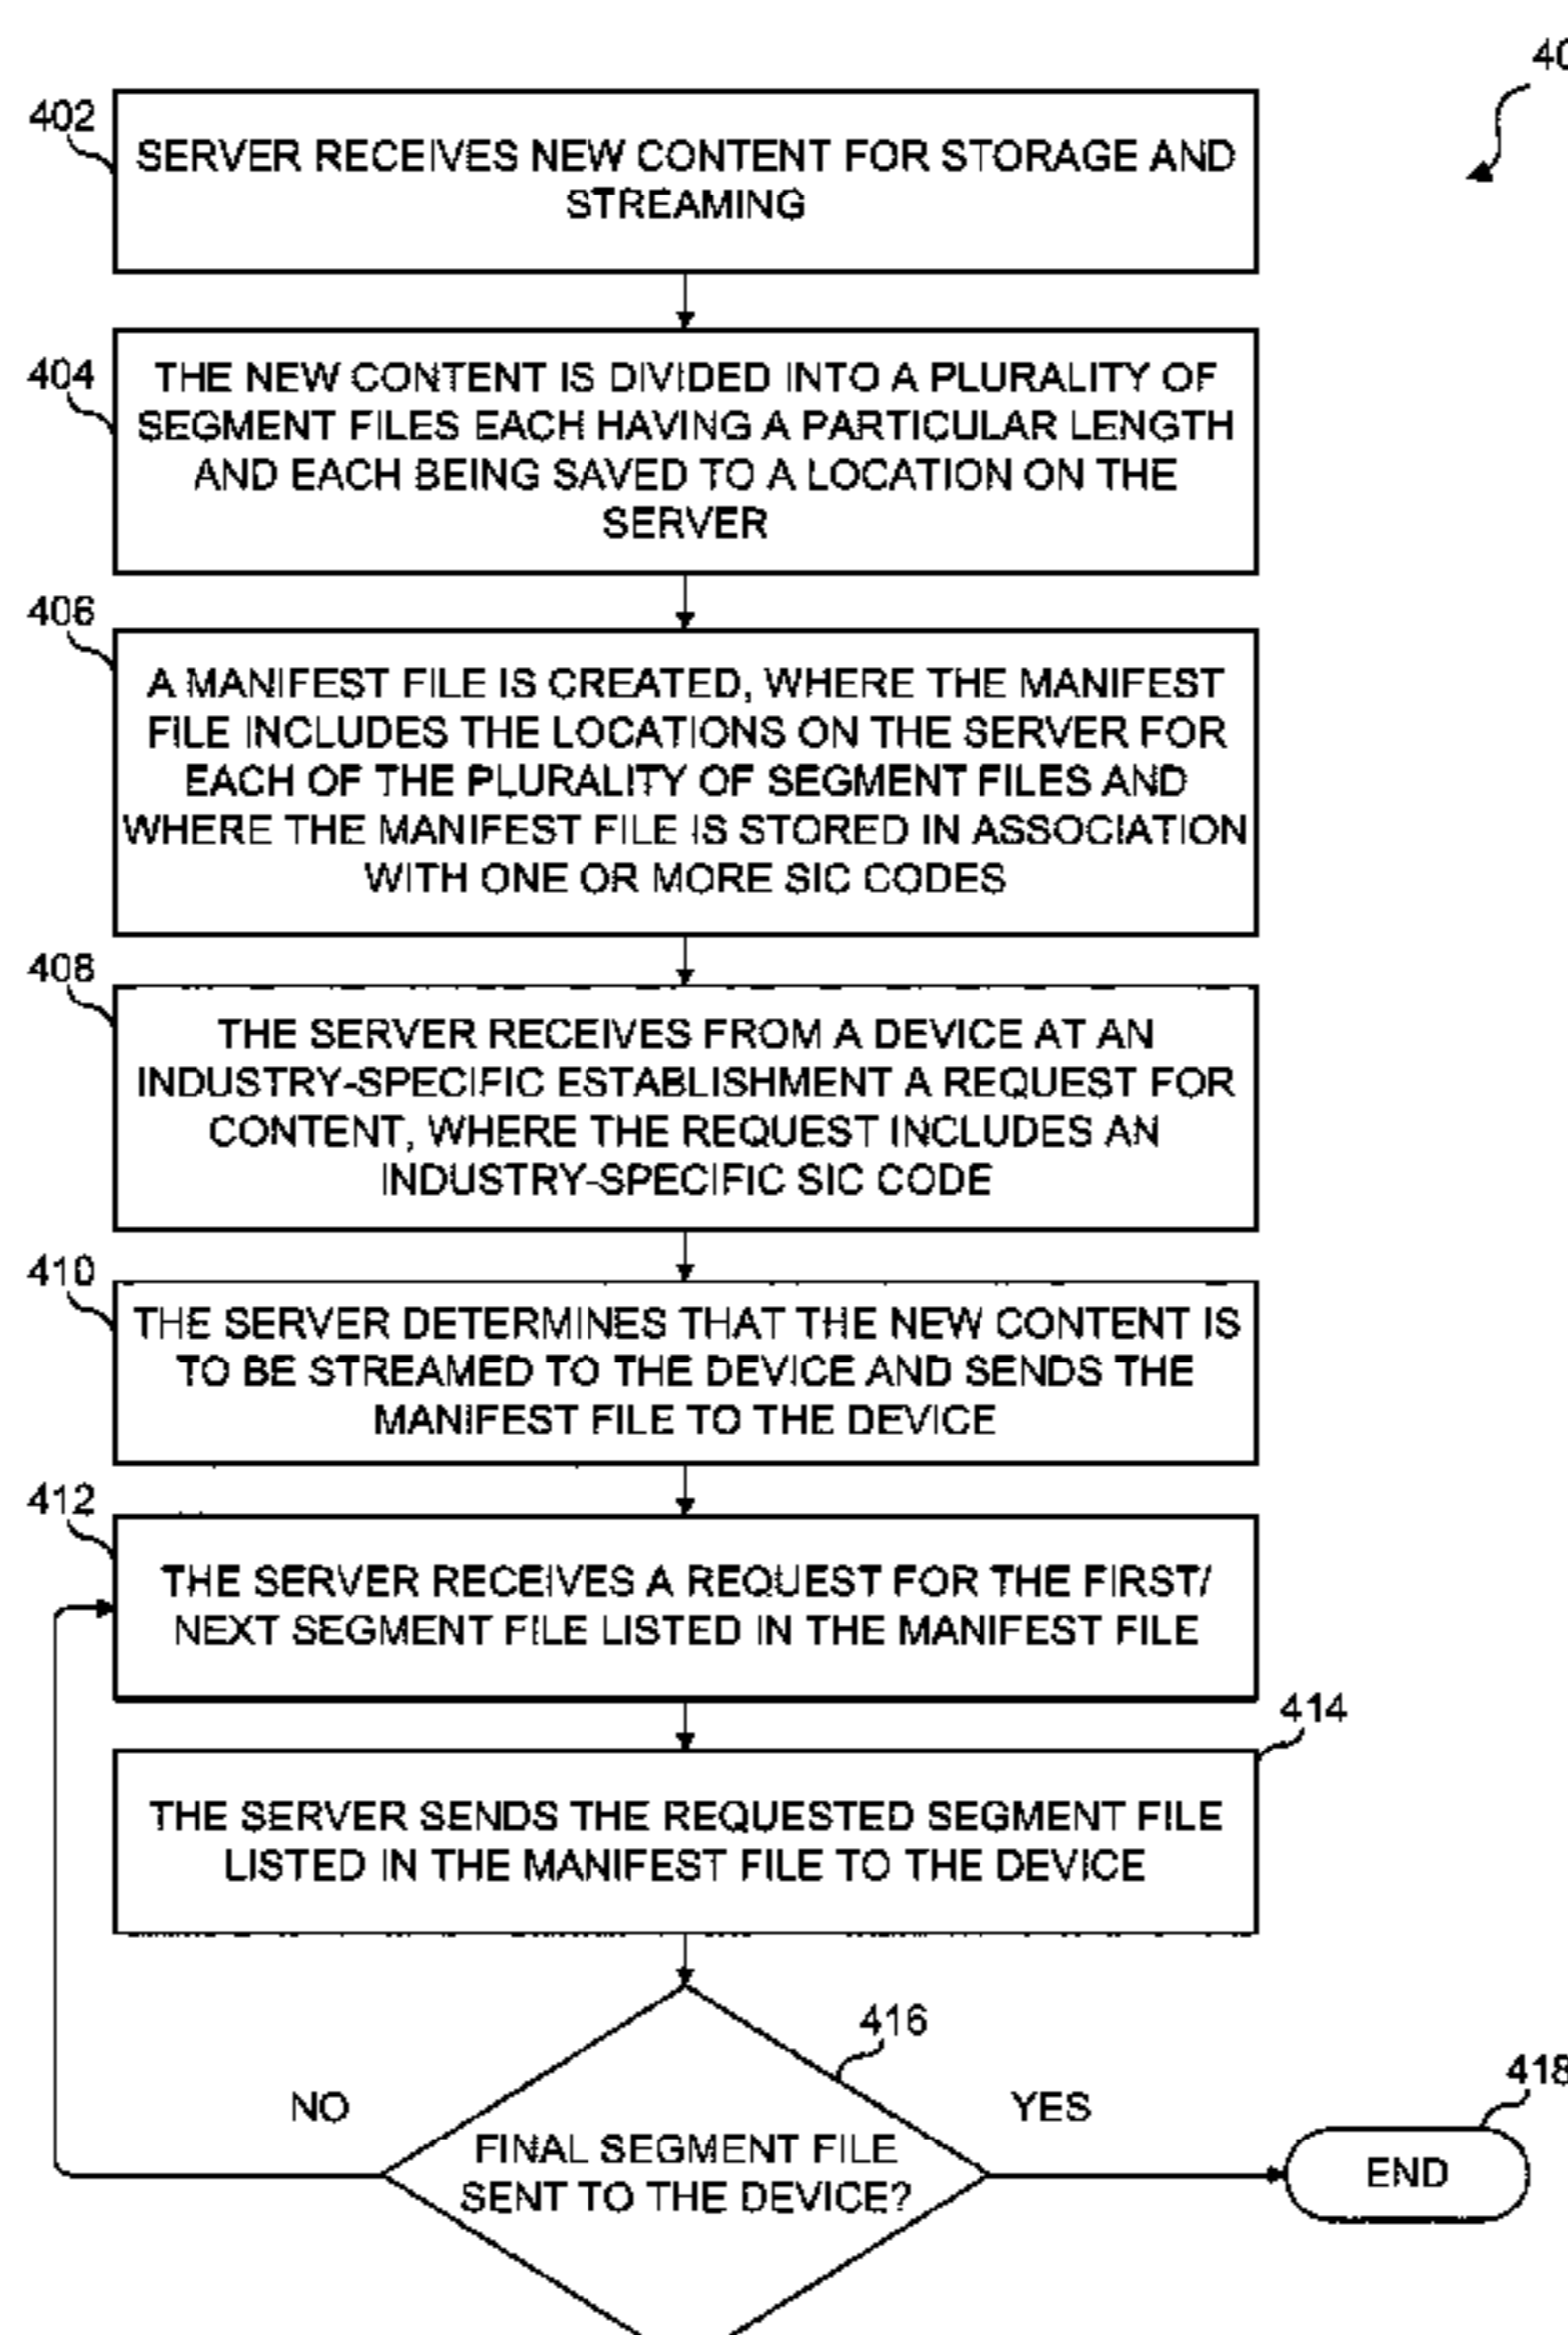 40
402
SERVER RECEIVES NEW CONTENT FOR STORAGE AND
STREAMING
404
THE NEW CONTENT IS DIVIDED INTO A PLURALITY OF
SEGMENT FILES EACH HAVING A PARTICULAR LENGTH
AND EACH BEING SAVED TO A LOCATION ON THE
SERVER
406
A MANIFEST FILE IS CREATED, WHERE THE MANIFEST
FILE INCLUDES THE LOCATIONS ON THE SERVER FOR
EACH OF THE PLURALITY OF SEGMENT FILES AND
WHERE THE MANIFEST FILE IS STORED IN ASSOCIATION
WITH ONE OR MORE SIC CODES
408
THE SERVER RECEIVES FROM A DEVICE AT AN
INDUSTRY-SPECIFIC ESTABLISHMENT A REQUEST FOR
CONTENT, WHERE THE REQUEST INCLUDES AN
INDUSTRY-SPECIFIC SIC CODE
410
THE SERVER DETERMINES THAT THE NEW CONTENT IS
TO BE STREAMED TO THE DEVICE AND SENDS THE
MANIFEST FILE TO THE DEVICE
412
THE SERVER RECEIVES A REQUEST FOR THE FIRST/
NEXT SEGMENT FILE LISTED IN THE MANIFEST FILE
414
THE SERVER SENDS THE REQUESTED SEGMENT FILE
LISTED IN THE MANIFEST FILE TO THE DEVICE
416
NO
YES
418
FINAL SEGMENT FILE
SENT TO THE DEVICE?
END